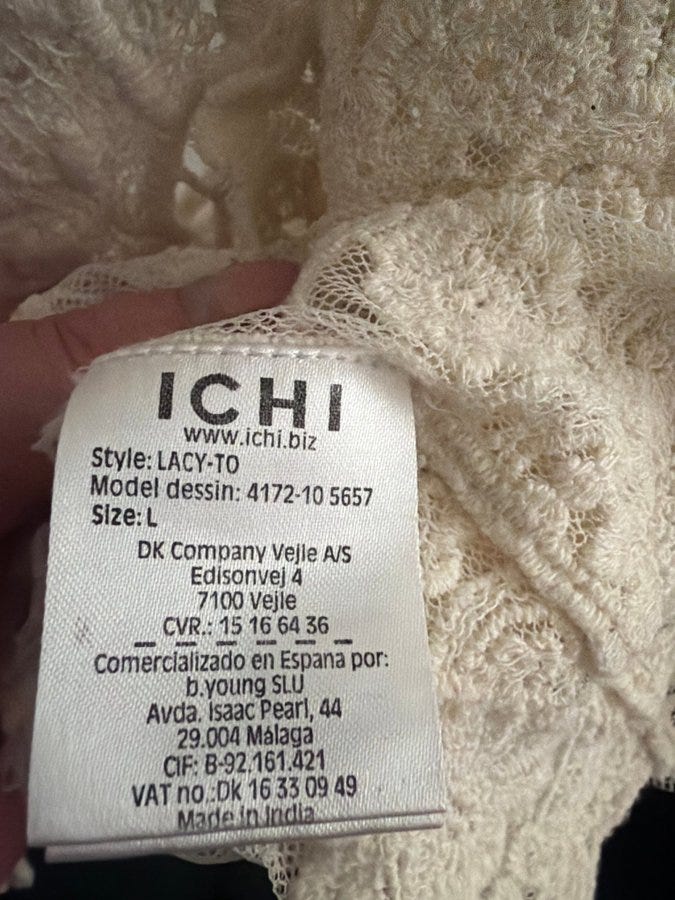 ICHI
www.ichi.biz
Style: LACY-TO
Model dessin: 4172-10 5657
Size: L
DK Company Vejle A/S
Edisonvej 4
7100 Vejle
CVR.: 15 16 64 36
Comercializado en Espana por:
b.young SLU
Avda. Isaac Pearl, 44
29.004 Málaga
CIF: B-92.161.421
VAT no.:Dk 16 33 09 49
Made in India